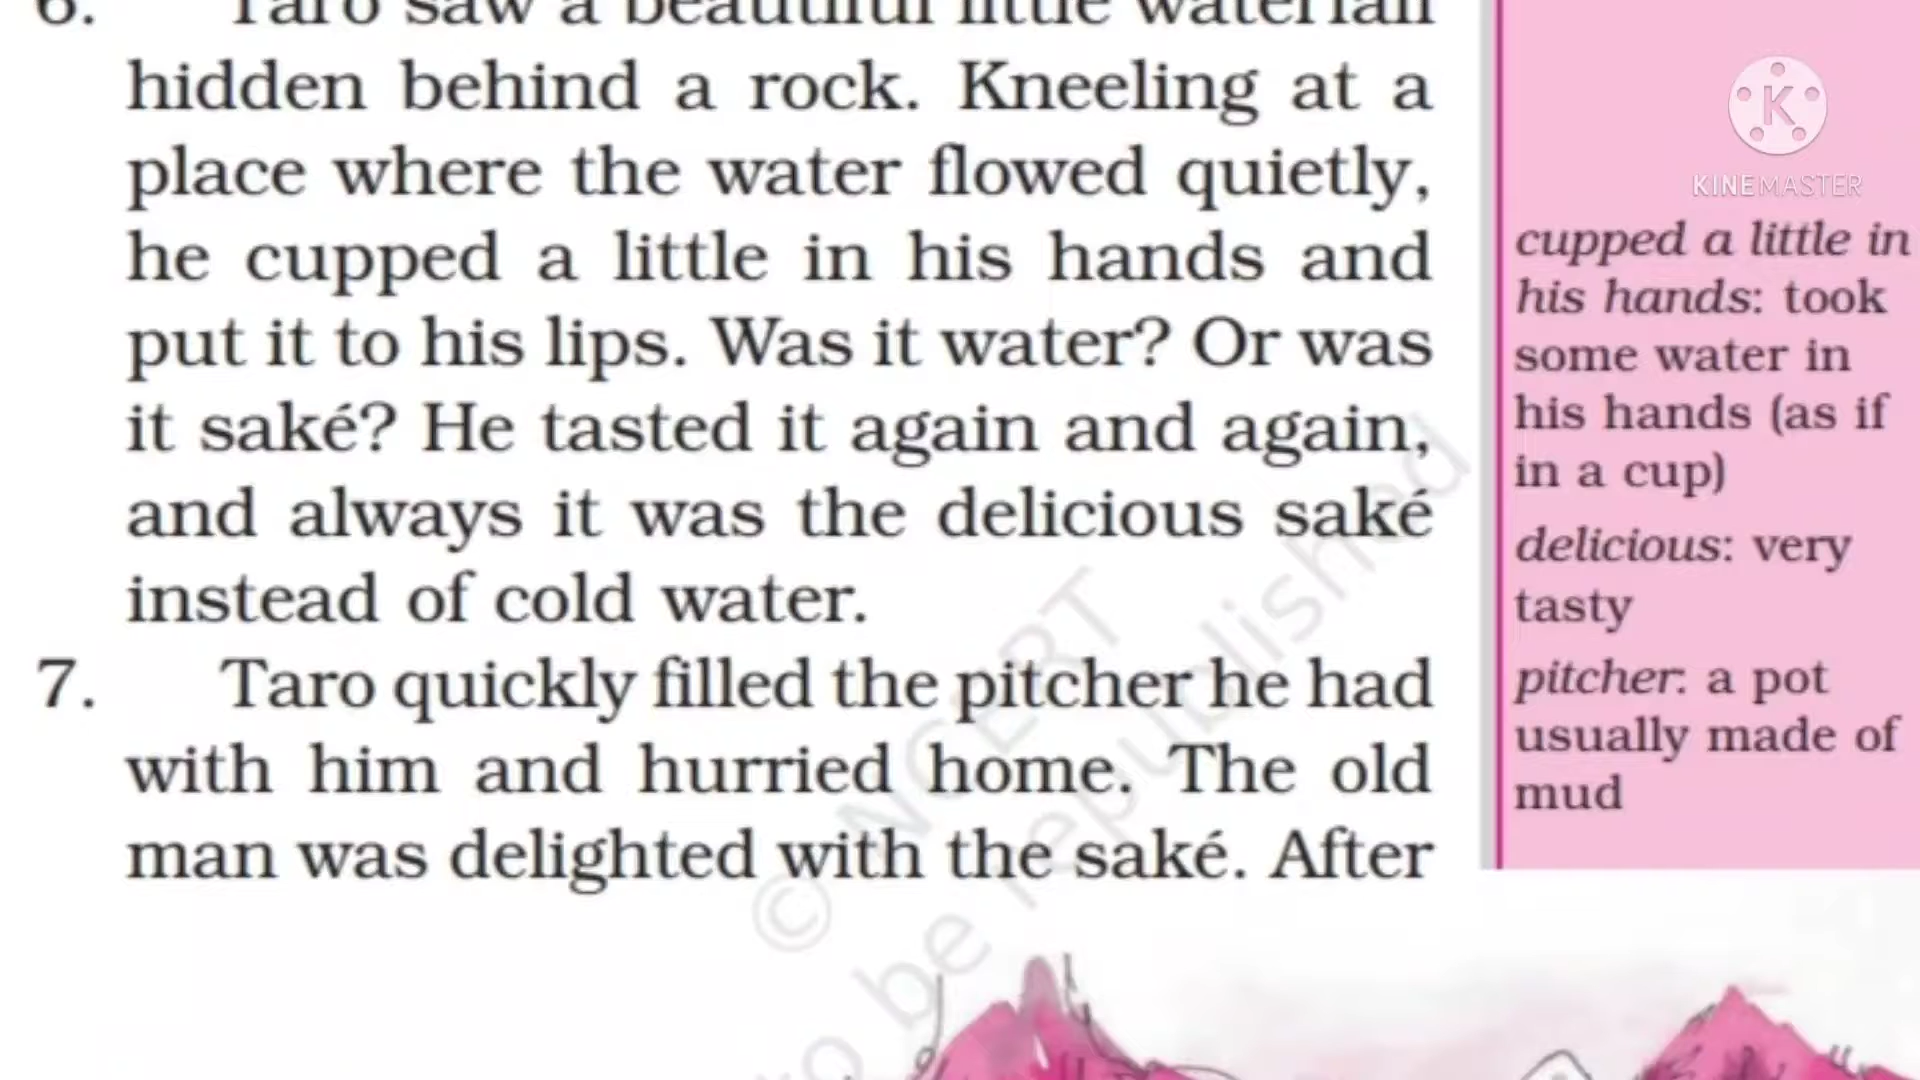 6. Taro saw a beautiful little waterfall
hidden behind a rock. Kneeling at a
place where the water flowed quietly,
he cupped a little in his hands and
put it to his lips. Was it water? Or was
it saké? He tasted it again and again,
and always it was the delicious saké
instead of cold water.
7. Taro quickly filled the pitcher he had
with him and hurried home. The old
man was delighted with the saké. After
KINEMASTER
cupped a little in
his hands: took
some water in
his hands (as if
in a cup)
delicious: very
tasty
pitcher: a pot
usually made of
mud
© NCERT
to be republished